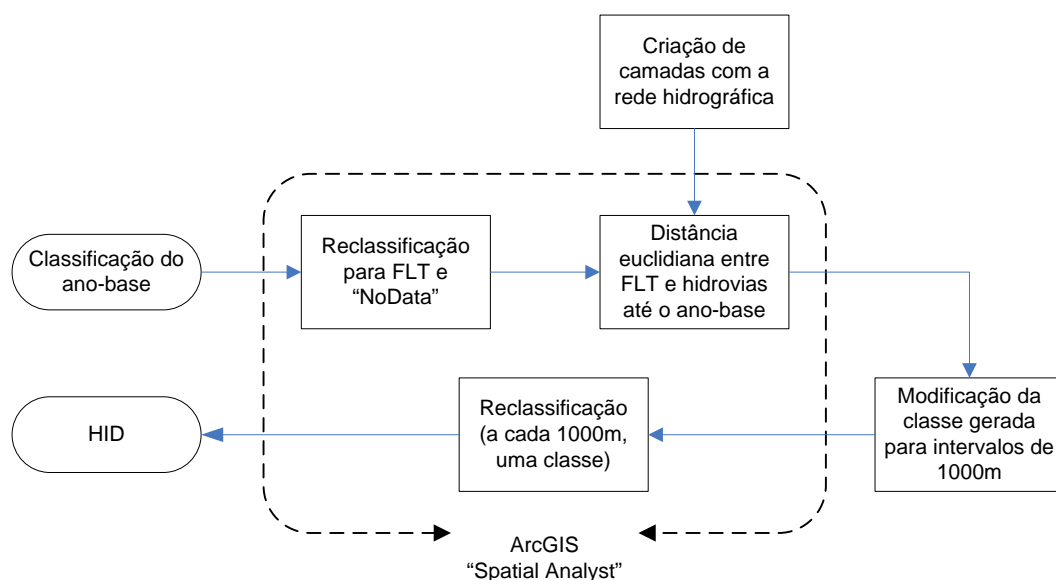 Criação de
camadas com a
rede hidrográfica
Classificação do
ano-base
Reclassificação
para FLT e
“NoData”
Distância
euclidiana entre
FLT e hidrovias
até o ano-base
HID
Reclassificação
(a cada 1000m,
uma classe)
Modificação da
classe gerada
para intervalos de
1000m
ArcGIS
“Spatial Analyst”